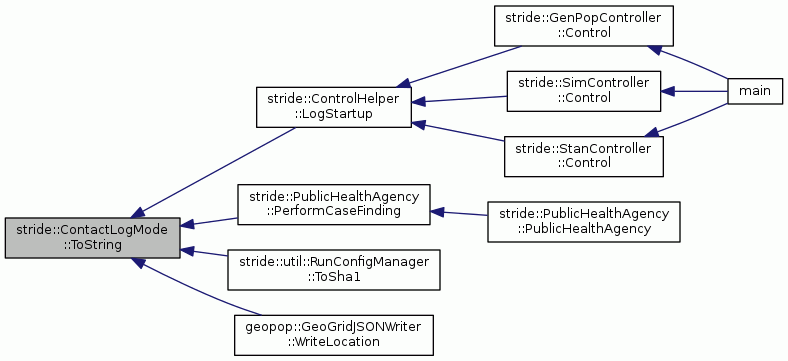 stride::GenPopController
::Control
stride::SimController
::Control
main
stride::ControlHelper
::LogStartup
stride::StanController
::Control
stride::PublicHealthAgency
::PerformCaseFinding
stride::PublicHealthAgency
::PublicHealthAgency
stride::ContactLogMode
::ToString
stride::util::RunConfigManager
::ToSha1
geopop::GeoGridJSONWriter
::WriteLocation